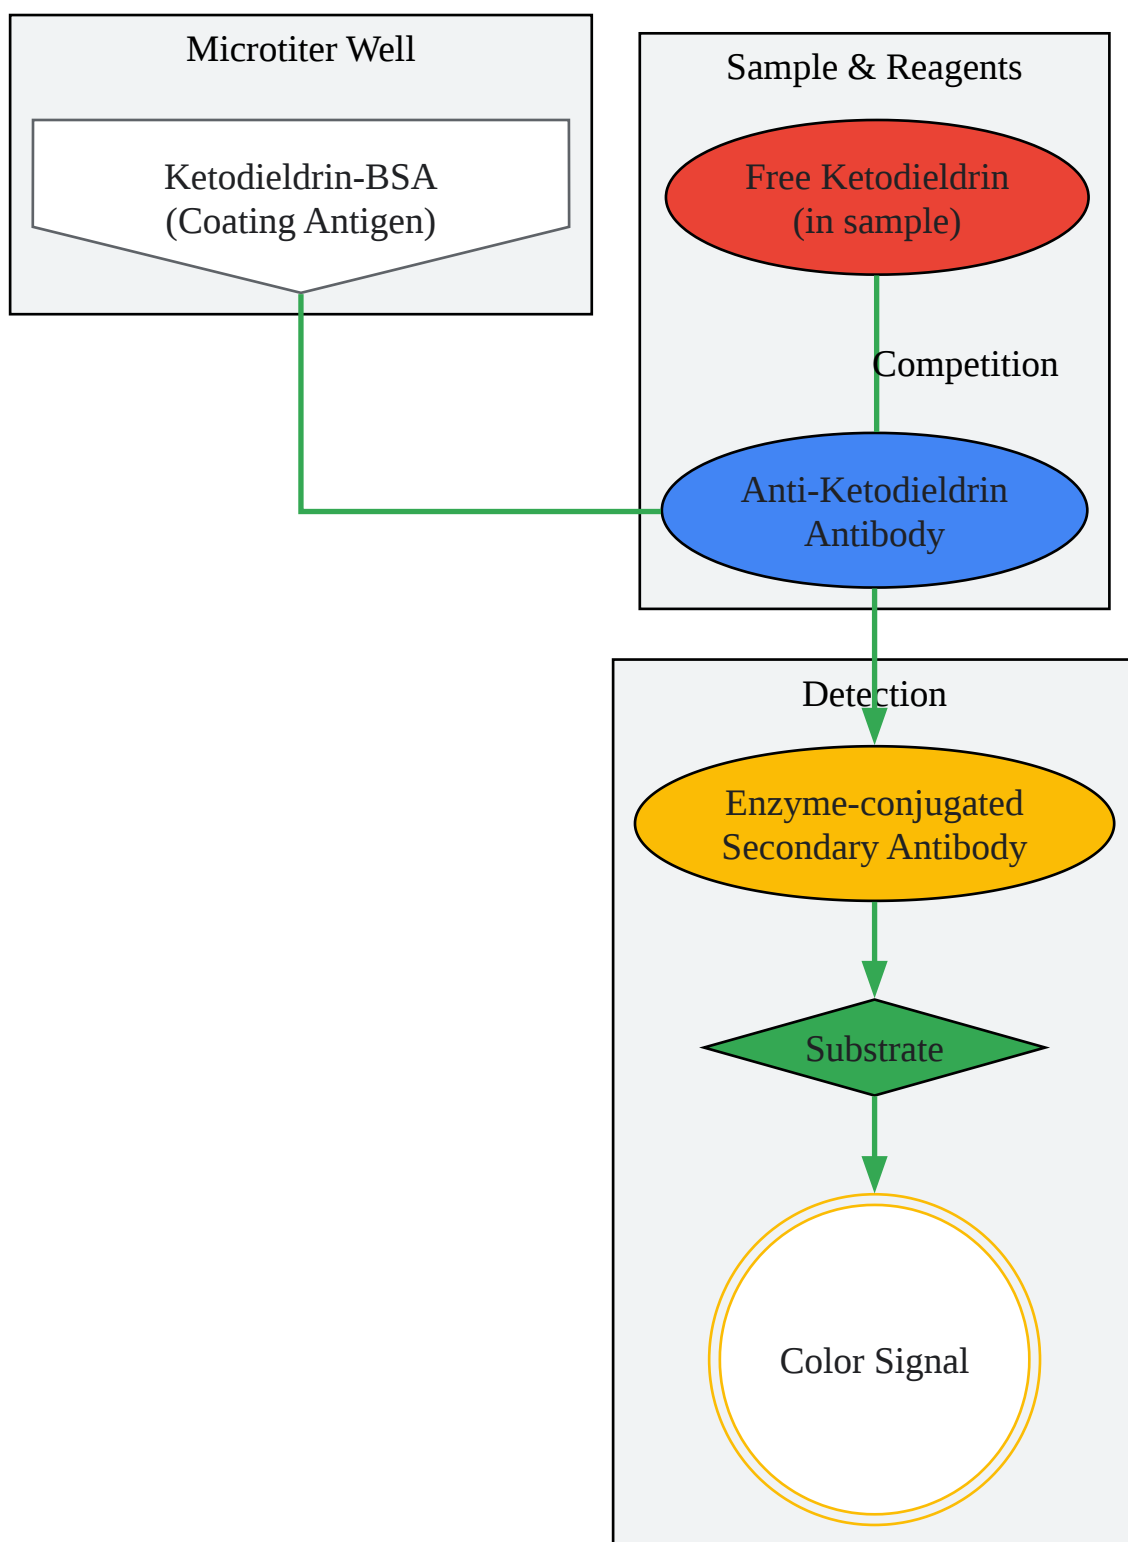 Microtiter Well
Ketodieldrin-BSA
(Coating Antigen)
Sample & Reagents
Free Ketodieldrin
(in sample)
Competition
Anti-Ketodieldrin
Antibody
Detection
Enzyme-conjugated
Secondary Antibody
Substrate
Color Signal